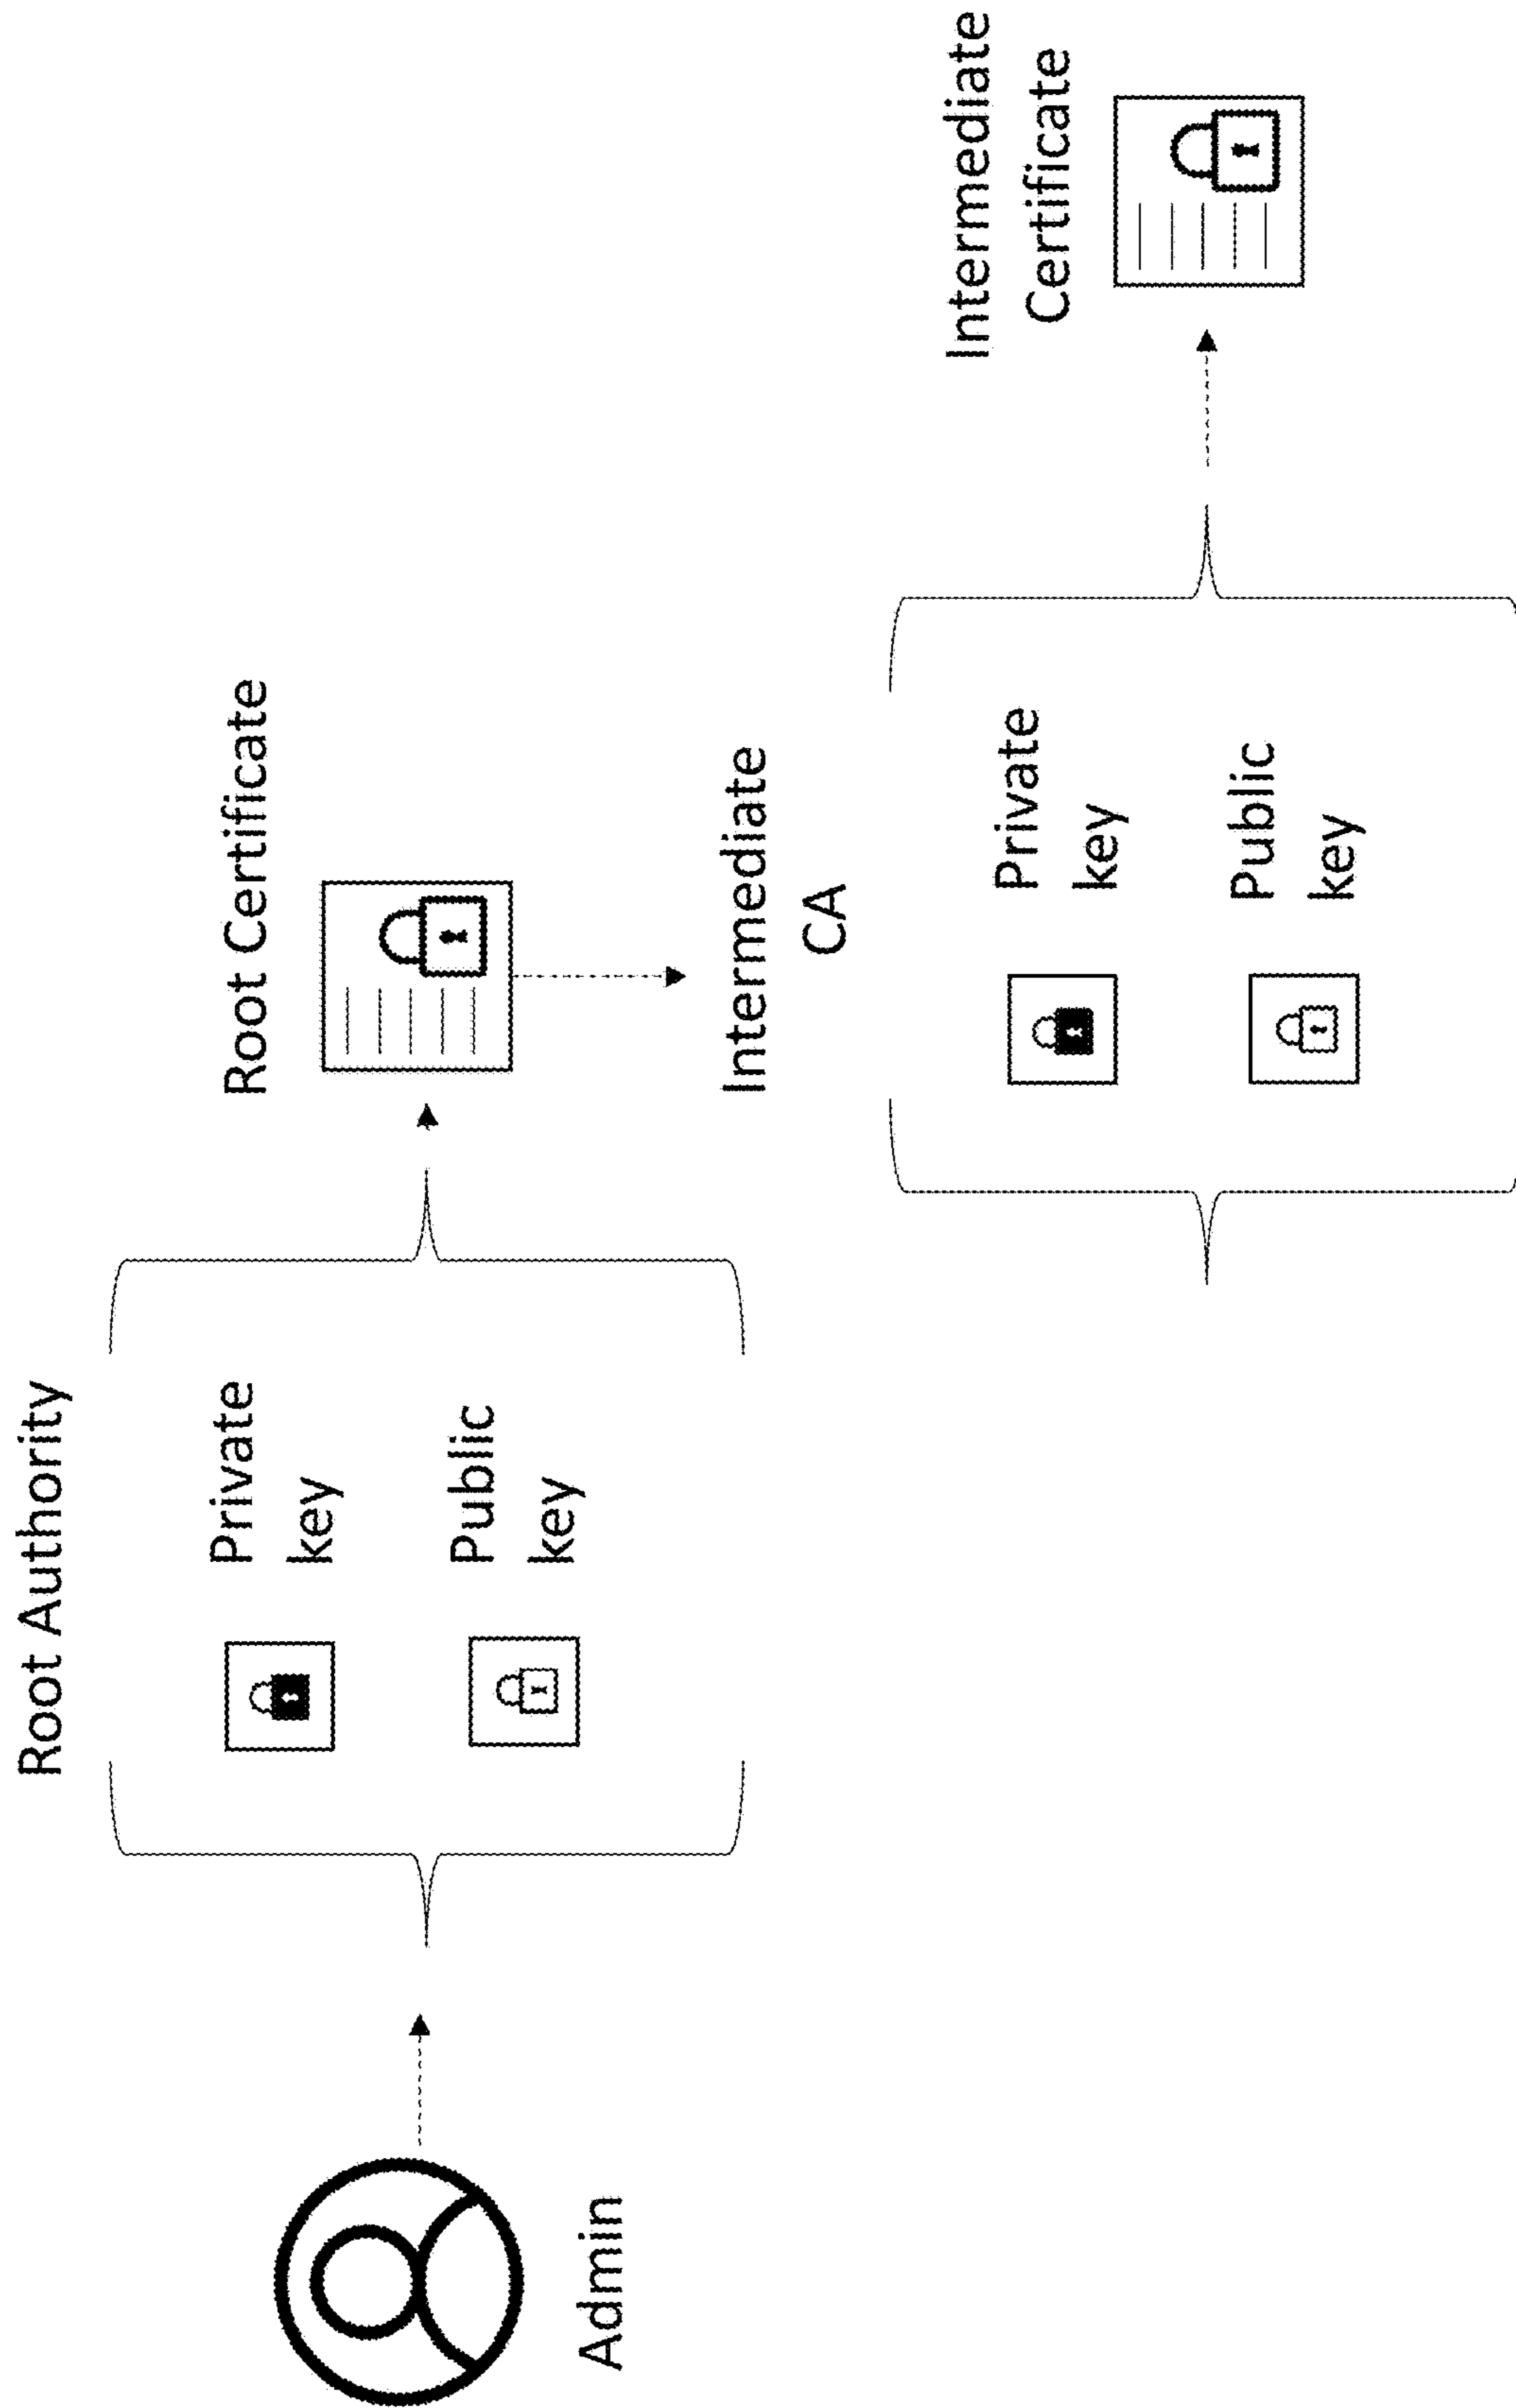 Root Authority
Private
key
Public
key
Admin
Root Certificate
Intermediate
CA
Private
key
Public
key
Intermediate
Certificate